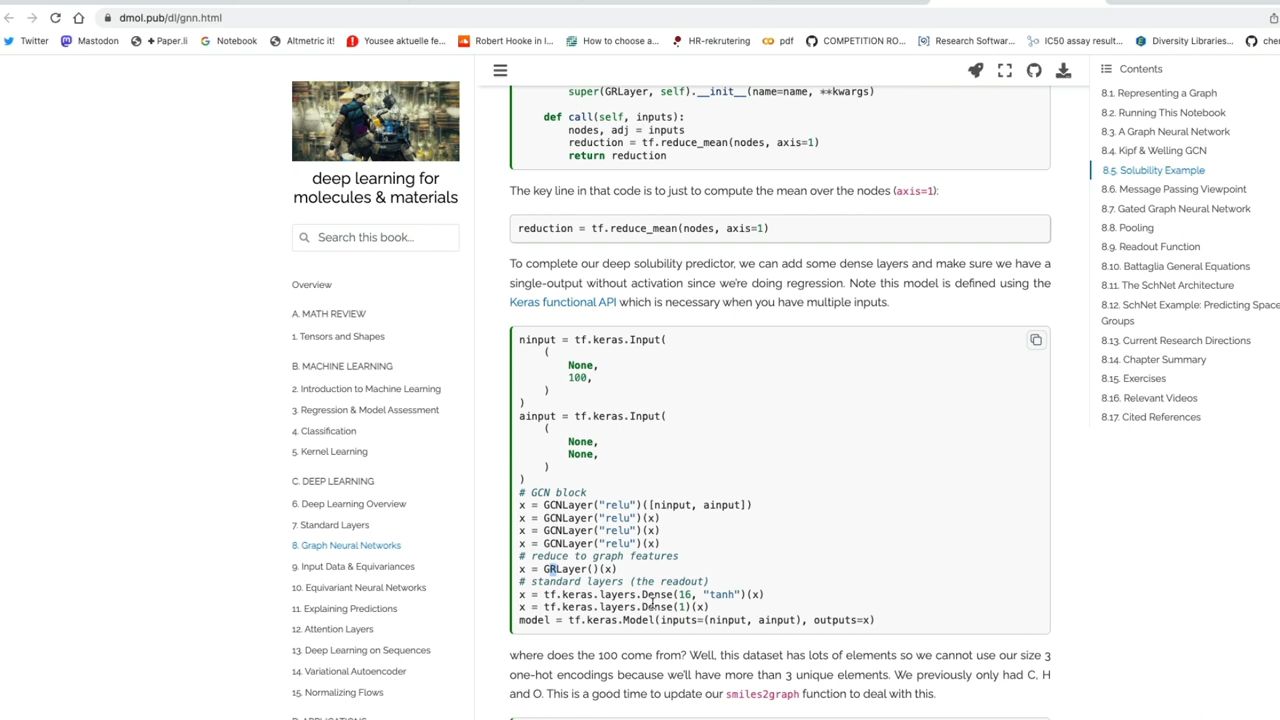 dmol.pub/dl/gnn.html
Twitter
Mastodon
+ Paper.li
Notebook
Altmetric it!
Yousee aktuelle fe...
Robert Hooke in I...
How to choose a...
HR-rekrutering
pdf
COMPETITION RO...
Research Softwar...
IC50 assay result...
Diversity Libraries...
deep learning for
molecules & materials
Search this book...
Overview
A. MATH REVIEW
1. Tensors and Shapes
B. MACHINE LEARNING
2. Introduction to Machine Learning
3. Regression & Model Assessment
4. Classification
5. Kernel Learning
C. DEEP LEARNING
6. Deep Learning Overview
7. Standard Layers
8. Graph Neural Networks
9. Input Data & Equivariances
10. Equivariant Neural Networks
11. Explaining Predictions
12. Attention Layers
13. Deep Learning on Sequences
14. Variational Autoencoder
15. Normalizing Flows
super(GRLayer, self).__init__(name=name, **kwargs)
def call(self, inputs):
nodes, adj = inputs
reduction = tf.reduce_mean(nodes, axis=1)
return reduction
The key line in that code is to just to compute the mean over the nodes (axis=1):
reduction = tf.reduce_mean(nodes, axis=1)
To complete our deep solubility predictor, we can add some dense layers and make sure we have a
single-output without activation since we're doing regression. Note this model is defined using the
Keras functional API which is necessary when you have multiple inputs.
ninput = tf.keras.Input(
(
None,
100,
)
)
ainput = tf.keras.Input(
(
None,
None,
)
)
# GCN block
x = GCNLayer("relu")([ninput, ainput])
x = GCNLayer("relu")(x)
x = GCNLayer("relu")(x)
x = GCNLayer("relu")(x)
# reduce to graph features
x = GRLayer()(x)
# standard layers (the readout)
x = tf.keras.layers.Dense(16, "tanh")(x)
x = tf.keras.layers.Dense(1)(x)
model = tf.keras.Model(inputs=(ninput, ainput), outputs=x)
where does the 100 come from? Well, this dataset has lots of elements so we cannot use our size 3
one-hot encodings because we'll have more than 3 unique elements. We previously only had C, H
and O. This is a good time to update our smiles2graph function to deal with this.
Contents
8.1. Representing a Graph
8.2. Running This Notebook
8.3. A Graph Neural Network
8.4. Kipf & Welling GCN
8.5. Solubility Example
8.6. Message Passing Viewpoint
8.7. Gated Graph Neural Network
8.8. Pooling
8.9. Readout Function
8.10. Battaglia General Equations
8.11. The SchNet Architecture
8.12. SchNet Example: Predicting Space
Groups
8.13. Current Research Directions
8.14. Chapter Summary
8.15. Exercises
8.16. Relevant Videos
8.17. Cited References